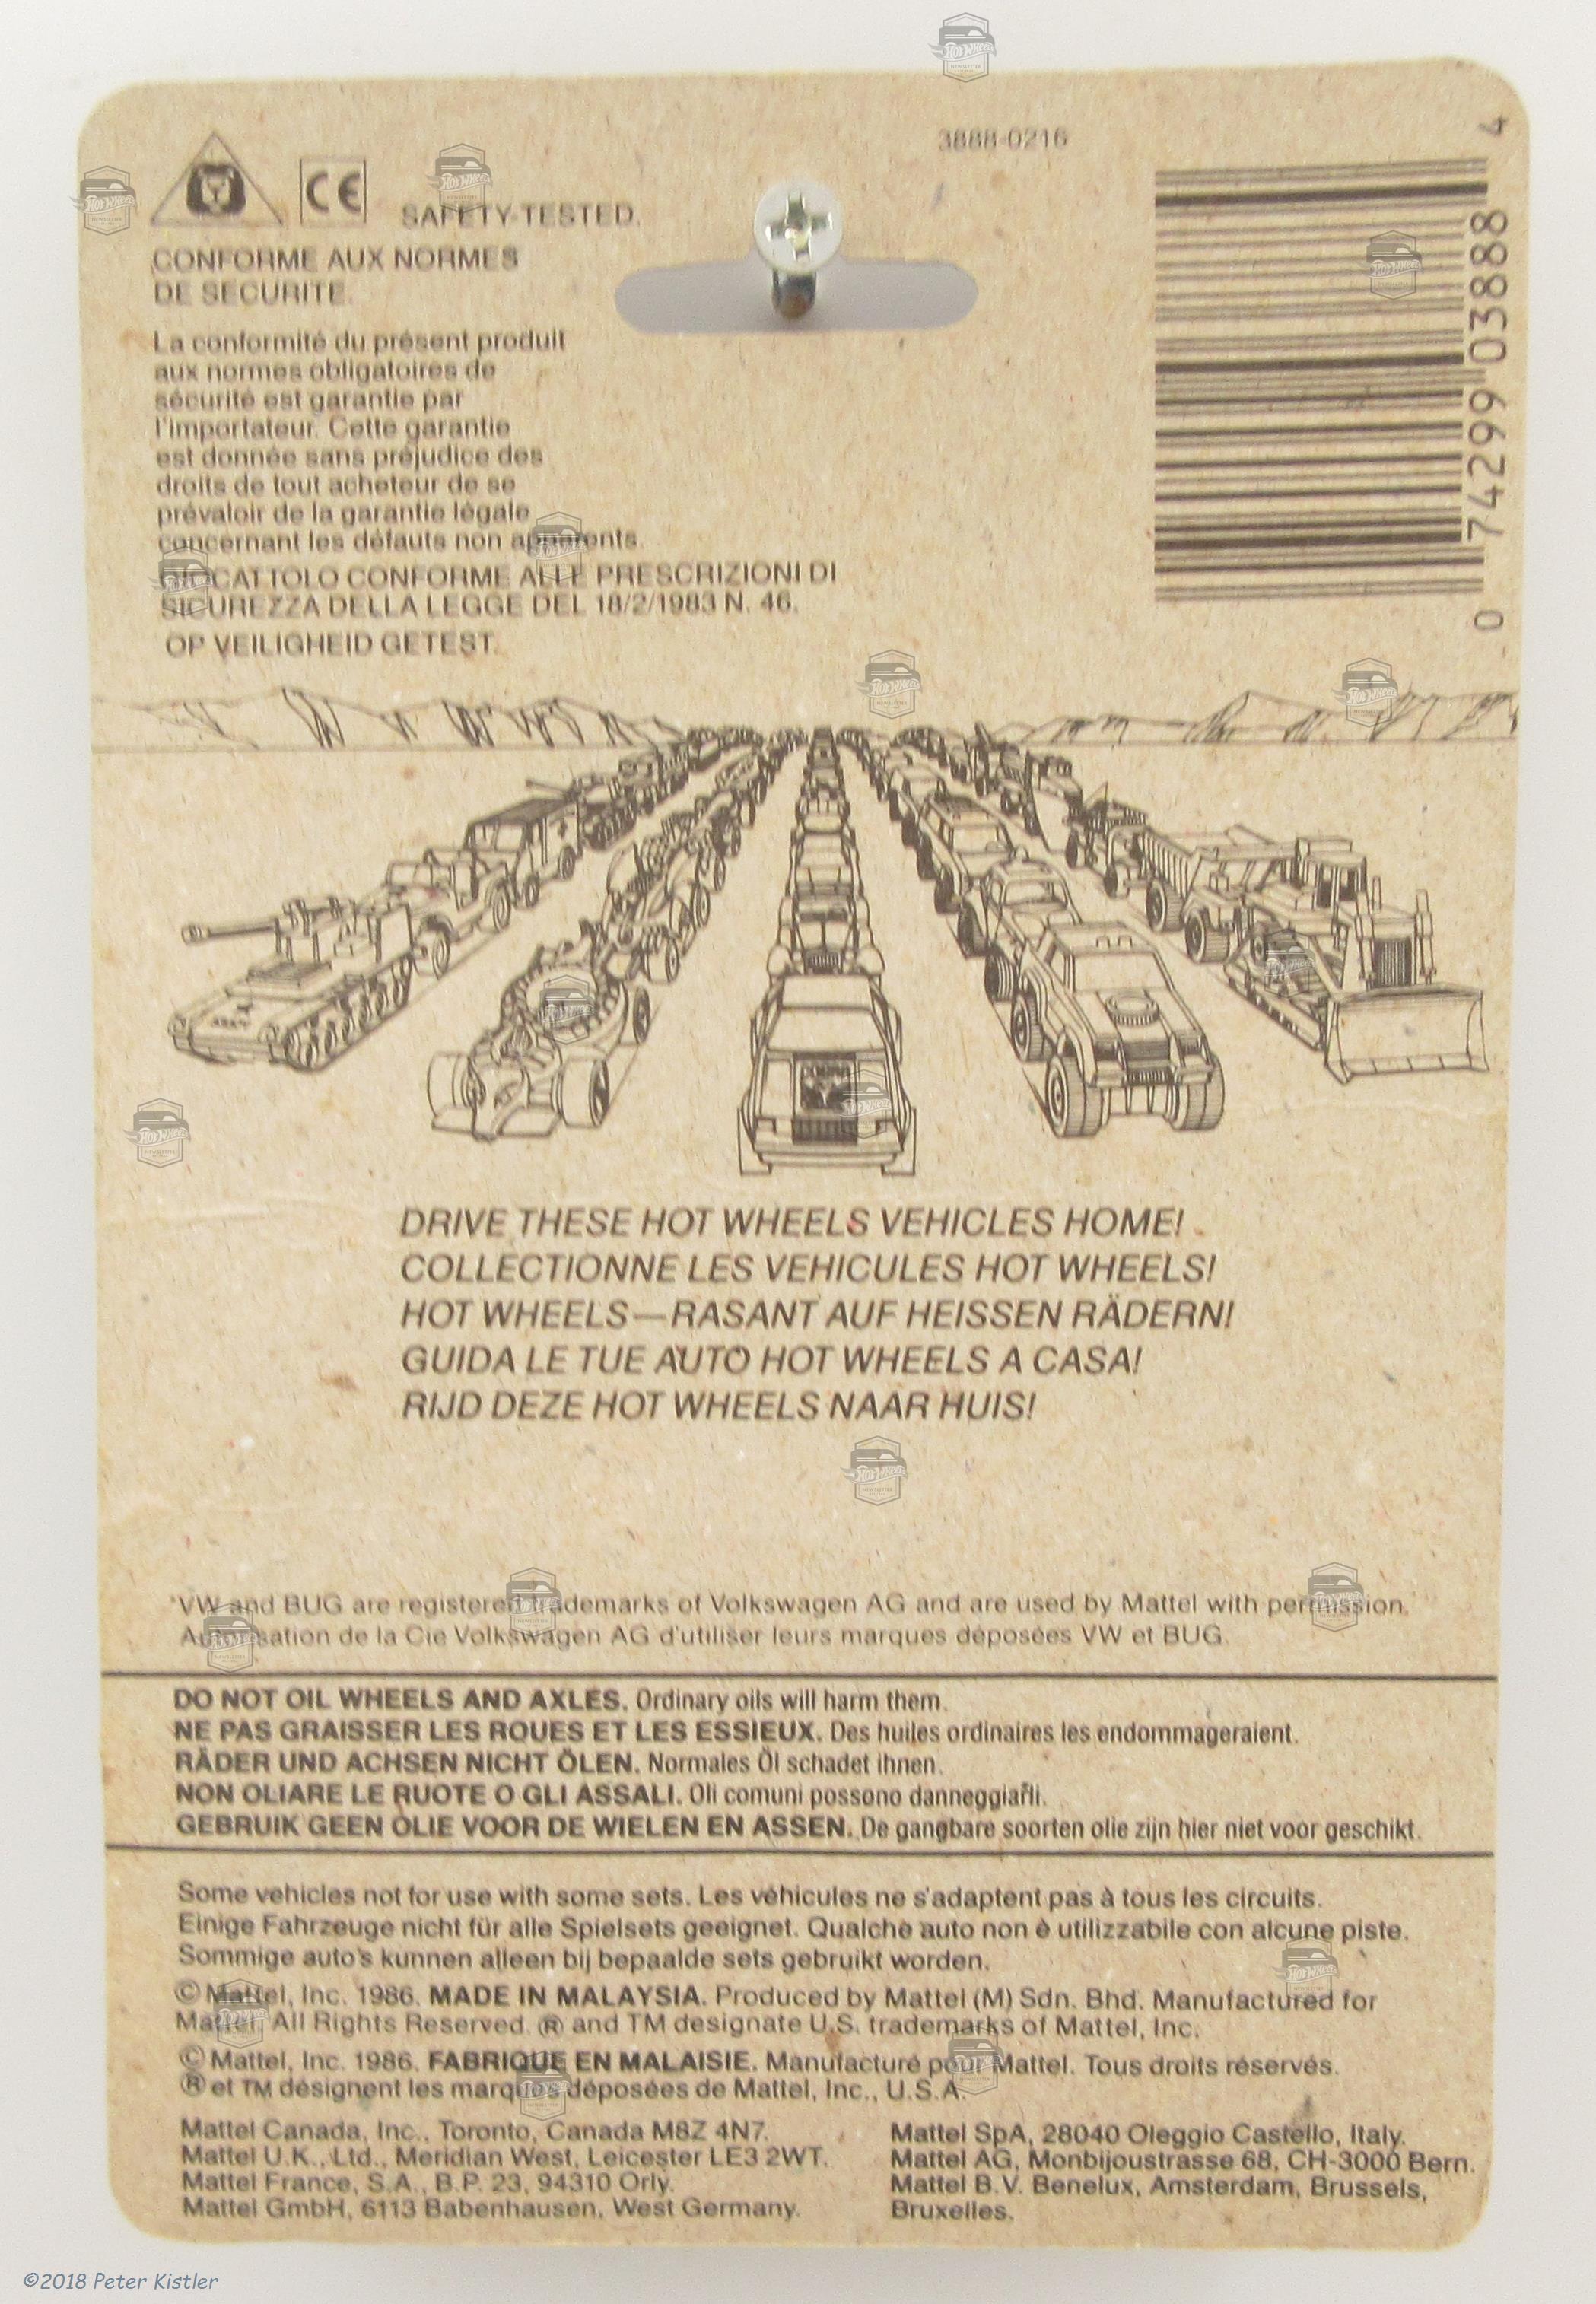 3888-0216
CE
SAFETY-TESTED.
CONFORME AUX NORMES
DE SECURITE.
La conformité du présent produit
aux normes obligatoires de
sécurité est garantie par
l'importateur. Cette garantie
est donnée sans préjudice des
droits de tout acheteur de se
prévaloir de la garantie légale
concernant les défauts non apparents.
GIOCATTOLO CONFORME ALLE PRESCRIZIONI DI
SICUREZZA DELLA LEGGE DEL 18/2/1983 N. 46.
OP VEILIGHEID GETEST.
0 74299 03888 4
COBRA
DRIVE THESE HOT WHEELS VEHICLES HOME!
COLLECTIONNE LES VEHICULES HOT WHEELS!
HOT WHEELS—RASANT AUF HEISSEN RÄDERN!
GUIDA LE TUE AUTO HOT WHEELS A CASA!
RIJD DEZE HOT WHEELS NAAR HUIS!
*VW and BUG are registered trademarks of Volkswagen AG and are used by Mattel with permission.
Autorisation de la Cie Volkswagen AG d'utiliser leurs marques déposées VW et BUG.
DO NOT OIL WHEELS AND AXLES. Ordinary oils will harm them.
NE PAS GRAISSER LES ROUES ET LES ESSIEUX. Des huiles ordinaires les endommageraient.
RÄDER UND ACHSEN NICHT ÖLEN. Normales Öl schadet ihnen.
NON OLIARE LE RUOTE O GLI ASSALI. Oli comuni possono danneggiarli.
GEBRUIK GEEN OLIE VOOR DE WIELEN EN ASSEN. De gangbare soorten olie zijn hier niet voor geschikt.
Some vehicles not for use with some sets. Les véhicules ne s'adaptent pas à tous les circuits.
Einige Fahrzeuge nicht für alle Spielsets geeignet. Qualche auto non è utilizzabile con alcune piste.
Sommige auto's kunnen alleen bij bepaalde sets gebruikt worden.
© Mattel, Inc. 1986. MADE IN MALAYSIA. Produced by Mattel (M) Sdn. Bhd. Manufactured for
Mattel. All Rights Reserved. ® and TM designate U.S. trademarks of Mattel, Inc.
© Mattel, Inc. 1986. FABRIQUE EN MALAISIE. Manufacturé pour Mattel. Tous droits réservés.
® et TM désignent les marques déposées de Mattel, Inc., U.S.A.
Mattel Canada, Inc., Toronto, Canada M8Z 4N7.
Mattel U.K., Ltd., Meridian West, Leicester LE3 2WT.
Mattel France, S.A., B.P. 23, 94310 Orly.
Mattel GmbH, 6113 Babenhausen, West Germany.
Mattel SpA, 28040 Oleggio Castello, Italy.
Mattel AG, Monbijoustrasse 68, CH-3000 Bern.
Mattel B.V. Benelux, Amsterdam, Brussels,
Bruxelles.
©2018 Peter Kistler